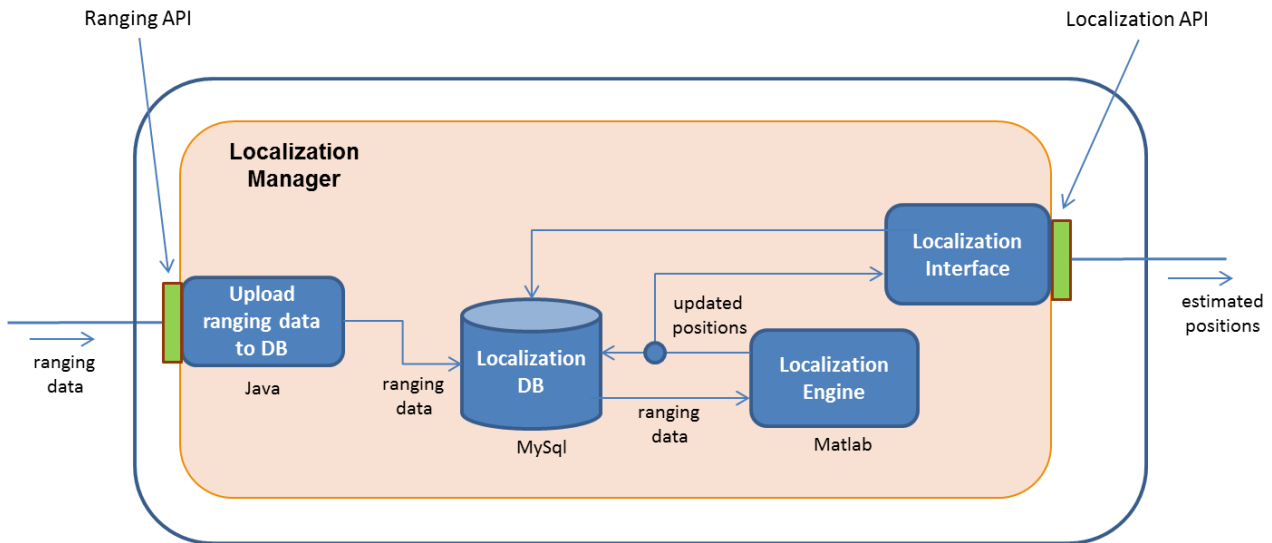 Ranging API
Localization API
Localization
Manager
Localization
Interface
Upload
ranging data
to DB
updated
positions
estimated
positions
ranging
data
Java
ranging
data
Localization
DB
Localization
Engine
ranging
data
MySql
Matlab